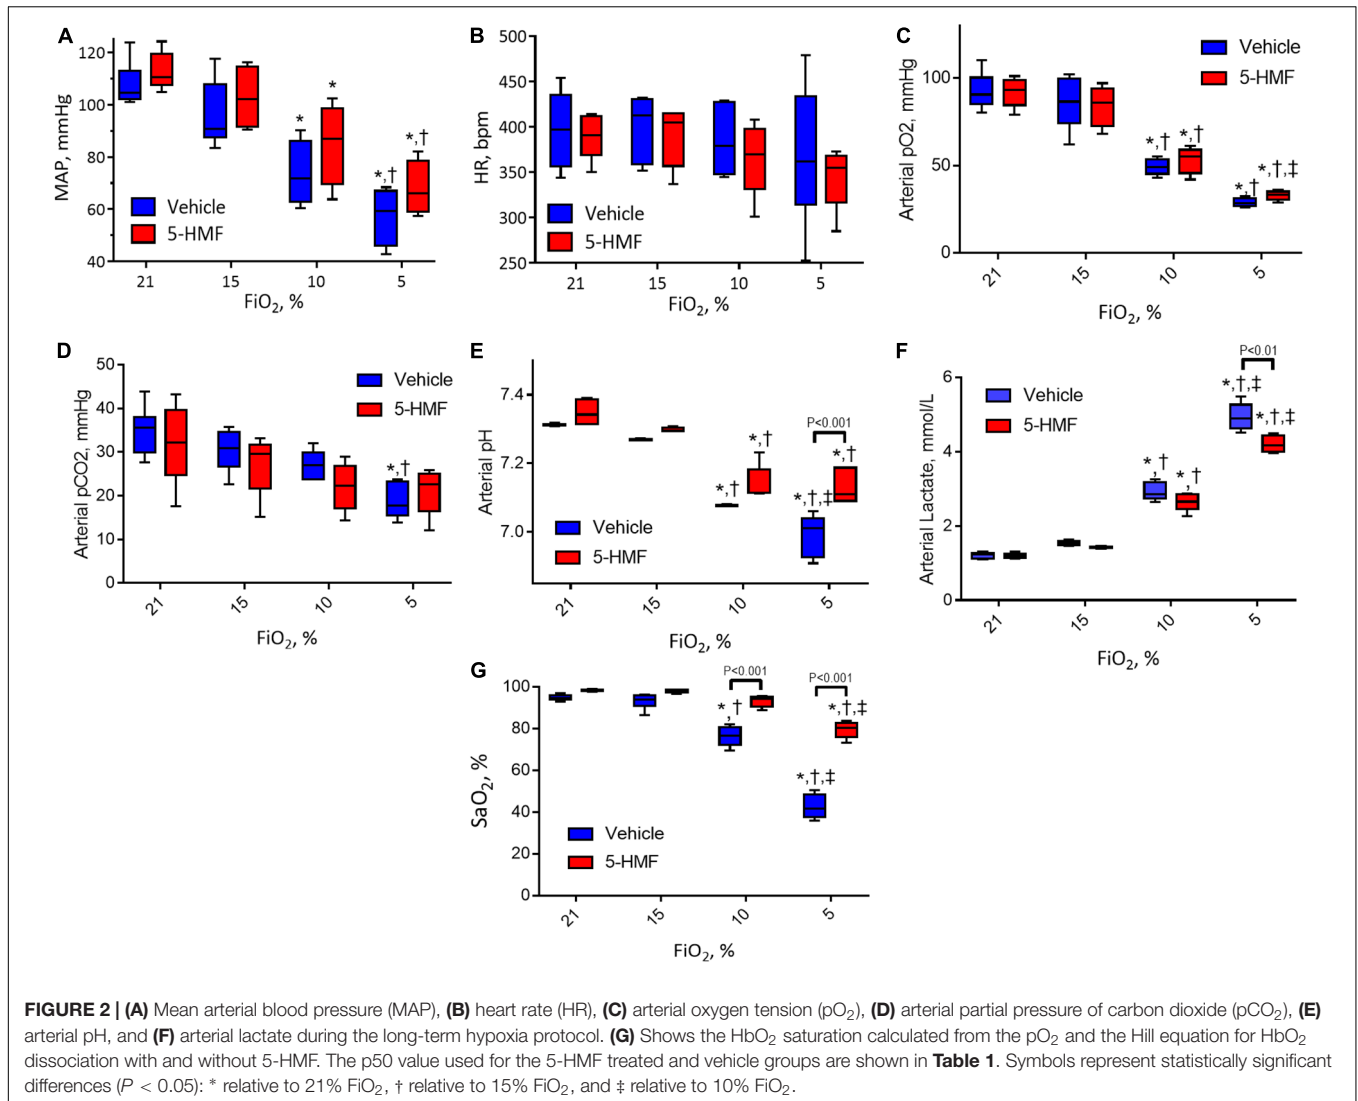 A
120
100
80
60
40
MAP, mmHg
*
*
*,†
*,†
Vehicle
5-HMF
21 15 10 5
FiO2, %
B
500
450
400
350
300
250
HR, bpm
Vehicle
5-HMF
21 15 10 5
FiO2, %
C
100
50
0
Arterial pO2, mmHg
Vehicle
5-HMF
*,† *,†
*,† *,†,‡
21 15 10 5
FiO2, %
D
50
40
30
20
10
0
Arterial pCO2, mmHg
Vehicle
5-HMF
*,†
21 15 10 5
FiO2, %
E
7.4
7.2
7.0
Arterial pH
P<0.001
*,†
*,†
*,†
*,†,‡
Vehicle
5-HMF
21 15 10 5
FiO2, %
F
6
4
2
0
Arterial Lactate, mmol/L
Vehicle
5-HMF
P<0.01
*,†,‡
*,†,‡
*,†
*,†
21 15 10 5
FiO2, %
G
100
80
60
40
20
0
SaO2, %
P<0.001
P<0.001
*,†
*,†,‡
*,†,‡
Vehicle
5-HMF
21 15 10 5
FiO2, %
FIGURE 2 | (A) Mean arterial blood pressure (MAP), (B) heart rate (HR), (C) arterial oxygen tension (pO2), (D) arterial partial pressure of carbon dioxide (pCO2), (E)
arterial pH, and (F) arterial lactate during the long-term hypoxia protocol. (G) Shows the HbO2 saturation calculated from the pO2 and the Hill equation for HbO2
dissociation with and without 5-HMF. The p50 value used for the 5-HMF treated and vehicle groups are shown in Table 1. Symbols represent statistically significant
differences (P < 0.05): * relative to 21% FiO2, † relative to 15% FiO2, and ‡ relative to 10% FiO2.